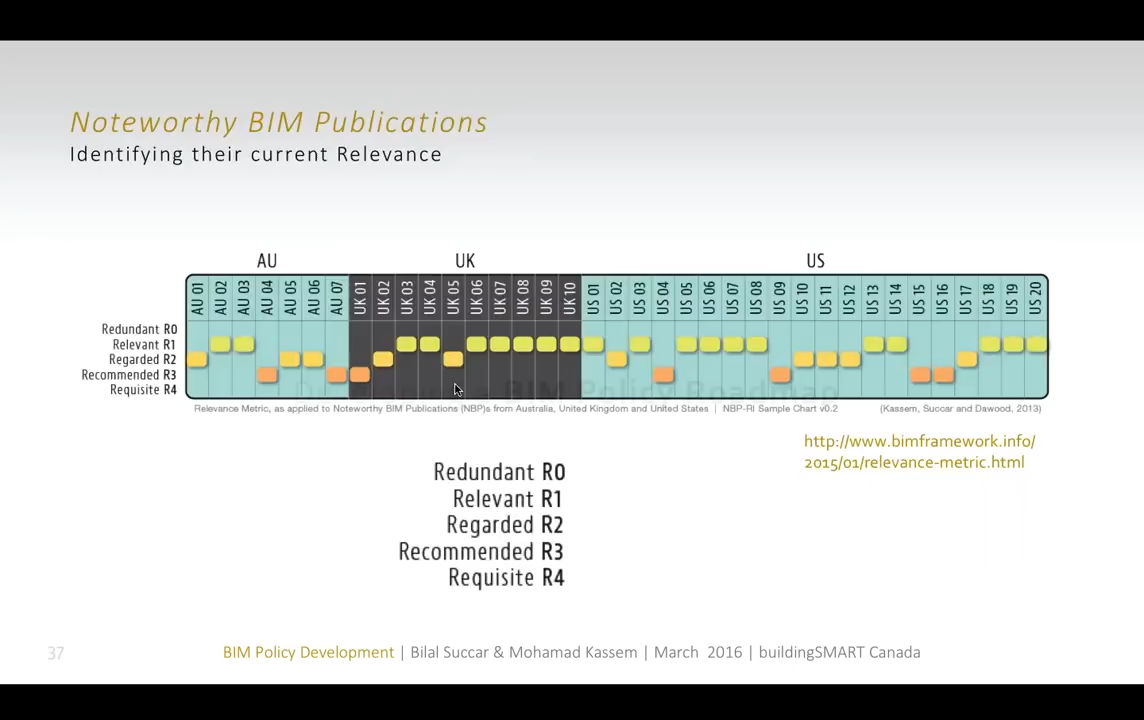 Noteworthy BIM Publications
Identifying their current Relevance
AU UK US
AU 01 AU 02 AU 03 AU 04 AU 05 AU 06 AU 07 UK 01 UK 02 UK 03 UK 04 UK 05 UK 06 UK 07 UK 08 UK 09 UK 10 US 01 US 02 US 03 US 04 US 05 US 06 US 07 US 08 US 09 US 10 US 11 US 12 US 13 US 14 US 15 US 16 US 17 US 18 US 19 US 20
Redundant R0
Relevant R1
Regarded R2
Recommended R3
Requisite R4
BIM Policy Roadmap
Relevance Metric, as applied to Noteworthy BIM Publications (NBP)s from Australia, United Kingdom and United States | NBP-RI Sample Chart v0.2 (Kassem, Succar and Dawood, 2013)
http://www.bimframework.info/
2015/01/relevance-metric.html
Redundant R0
Relevant R1
Regarded R2
Recommended R3
Requisite R4
37 BIM Policy Development | Bilal Succar & Mohamad Kassem | March 2016 | buildingSMART Canada